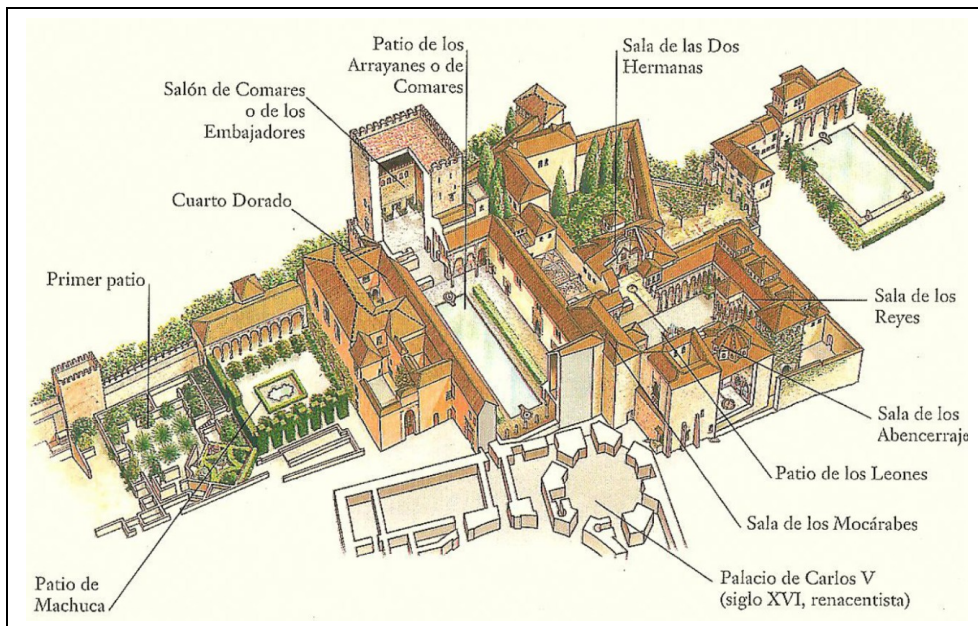 Patio de los
Arrayanes o de
Comares
Sala de las Dos
Hermanas
Salón de Comares
o de los
Embajadores
Cuarto Dorado
Primer patio
Sala de los
Reyes
Sala de los
Abencerraje
Patio de los Leones
Sala de los Mocárabes
Patio de
Machuca
Palacio de Carlos V
(siglo XVI, renacentista)